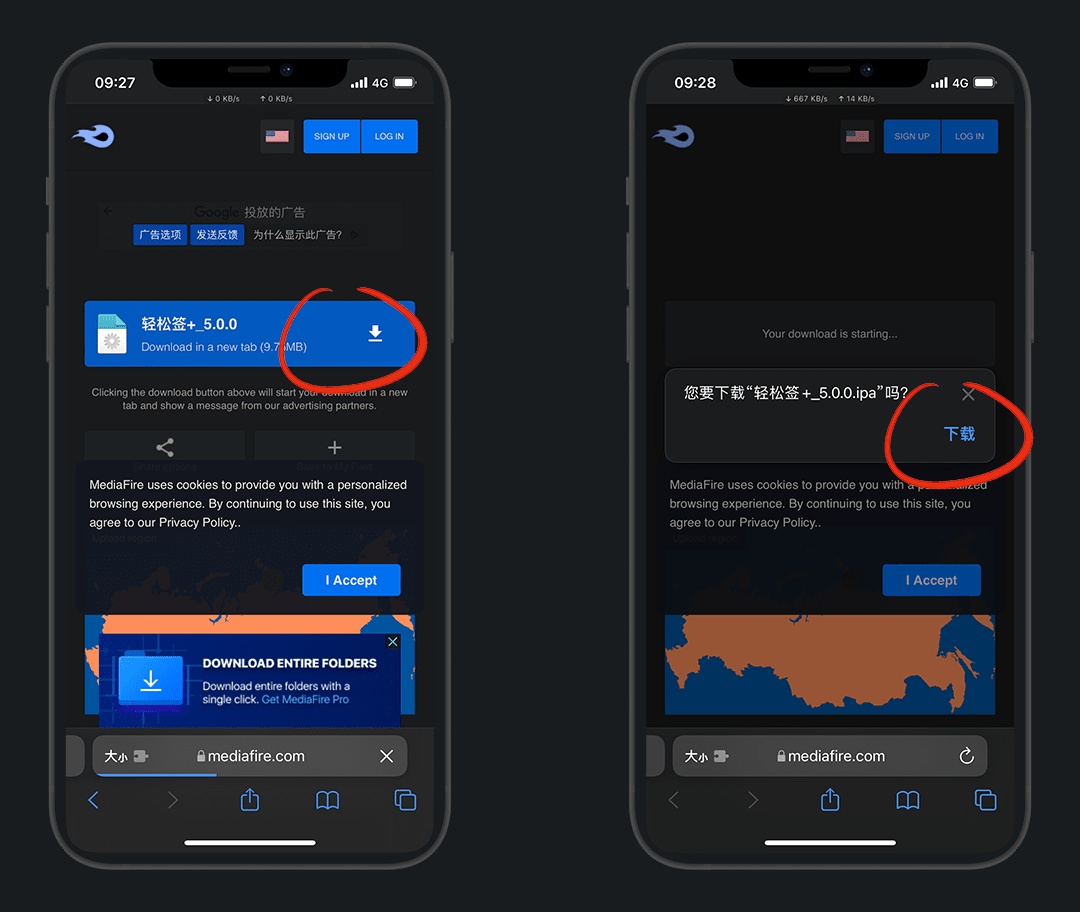 09:27
4G
↓ 0 KB/s ↑ 0 KB/s
SIGN UP
LOG IN
Google 投放的广告
广告选项
发送反馈
为什么显示此广告?
轻松签+_5.0.0
Download in a new tab (9.75MB)
Clicking the download button above will start your download in a new
tab and show a message from our advertising partners.
MediaFire uses cookies to provide you with a personalized
browsing experience. By continuing to use this site, you
agree to our Privacy Policy..
Upload region:
I Accept
DOWNLOAD ENTIRE FOLDERS
Download entire folders with a
single click. Get MediaFire Pro
大小
mediafire.com
09:28
4G
↓ 667 KB/s ↑ 14 KB/s
SIGN UP
LOG IN
Your download is starting...
您要下载“轻松签+_5.0.0.ipa”吗?
下载
MediaFire uses cookies to provide you with a personalized
browsing experience. By continuing to use this site, you
agree to our Privacy Policy..
Upload region:
I Accept
大小
mediafire.com